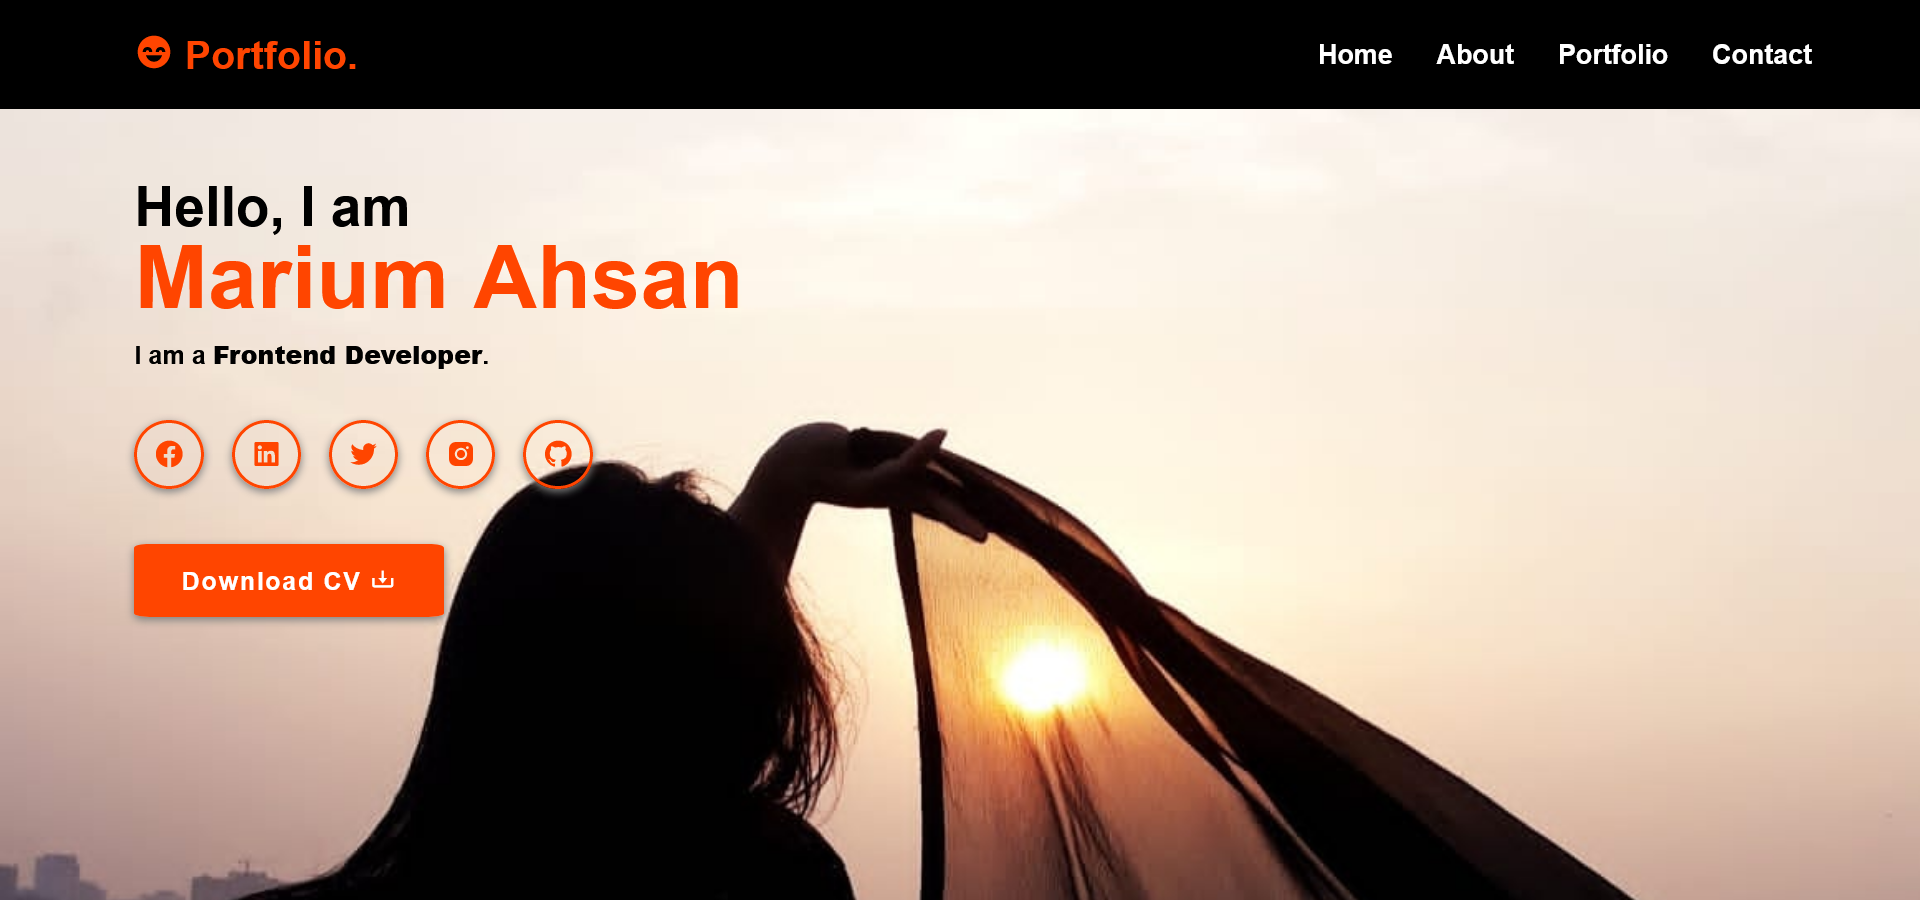 Portfolio.
Home About Portfolio Contact
Hello, I am
Marium Ahsan
I am a Frontend Developer.
Download CV